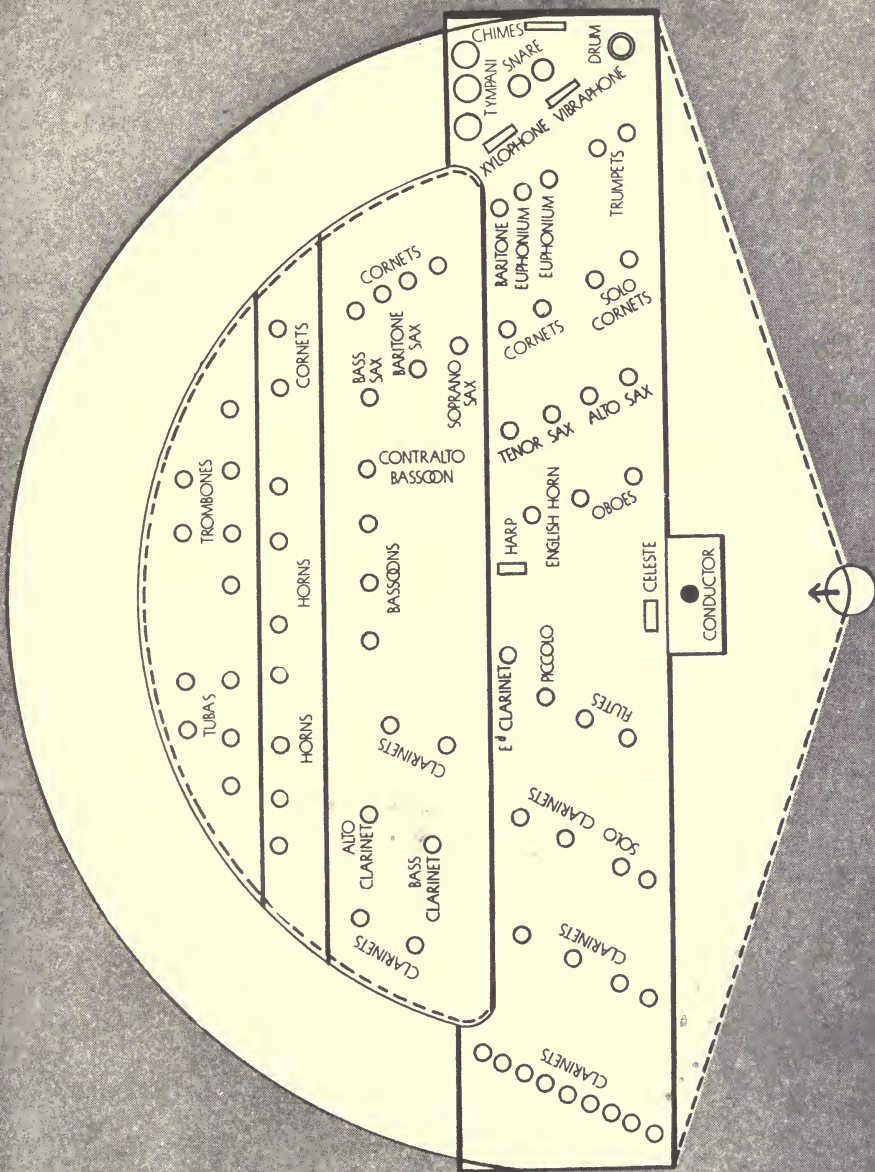 CHIMES
TYMPANI
SNARE
DRUM
XYLOPHONE
VIBRAPHONE
TRUMPETS
BARITONE
EUPHONIUM
EUPHONIUM
CORNETS
SOLO
CORNETS
CORNETS
BASS
SAX
BARITONE
SAX
SOPRANO
SAX
CORNETS
TENOR SAX
ALTO SAX
TROMBONES
CONTRALTO
BASSOON
HARP
ENGLISH HORN
OBOES
HORNS
BASSOONS
CELESTE
CONDUCTOR
TUBAS
HORNS
CLARINETS
CLARINET
PICCOLO
FLUTES
ALTO
CLARINET
BASS
CLARINET
SOLO CLARINETS
CLARINETS
CLARINETS
CLARINETS